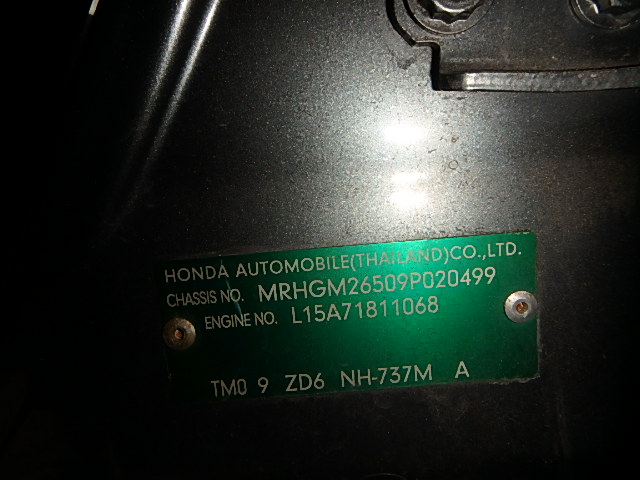 HONDA AUTOMOBILE(THAILAND)CO.,LTD.
CHASSIS NO. MRHGM26509P020499
ENGINE NO. L15A71811068
TM0 9 ZD6 NH-737M A